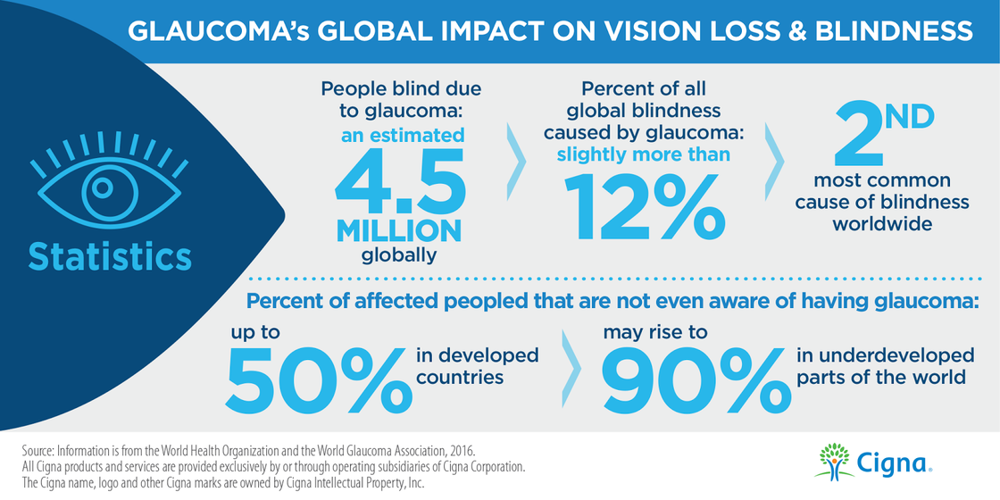 GLAUCOMA's GLOBAL IMPACT ON VISION LOSS & BLINDNESS
Statistics
People blind due
to glaucoma:
an estimated
4.5
MILLION
globally
Percent of all
global blindness
caused by glaucoma:
slightly more than
12%
2ND
most common
cause of blindness
worldwide
Percent of affected peopled that are not even aware of having glaucoma:
up to
50%
in developed
countries
may rise to
90%
in underdeveloped
parts of the world
Source: Information is from the World Health Organization and the World Glaucoma Association, 2016.
All Cigna products and services are provided exclusively by or through operating subsidiaries of Cigna Corporation.
The Cigna name, logo and other Cigna marks are owned by Cigna Intellectual Property, Inc.
Cigna®